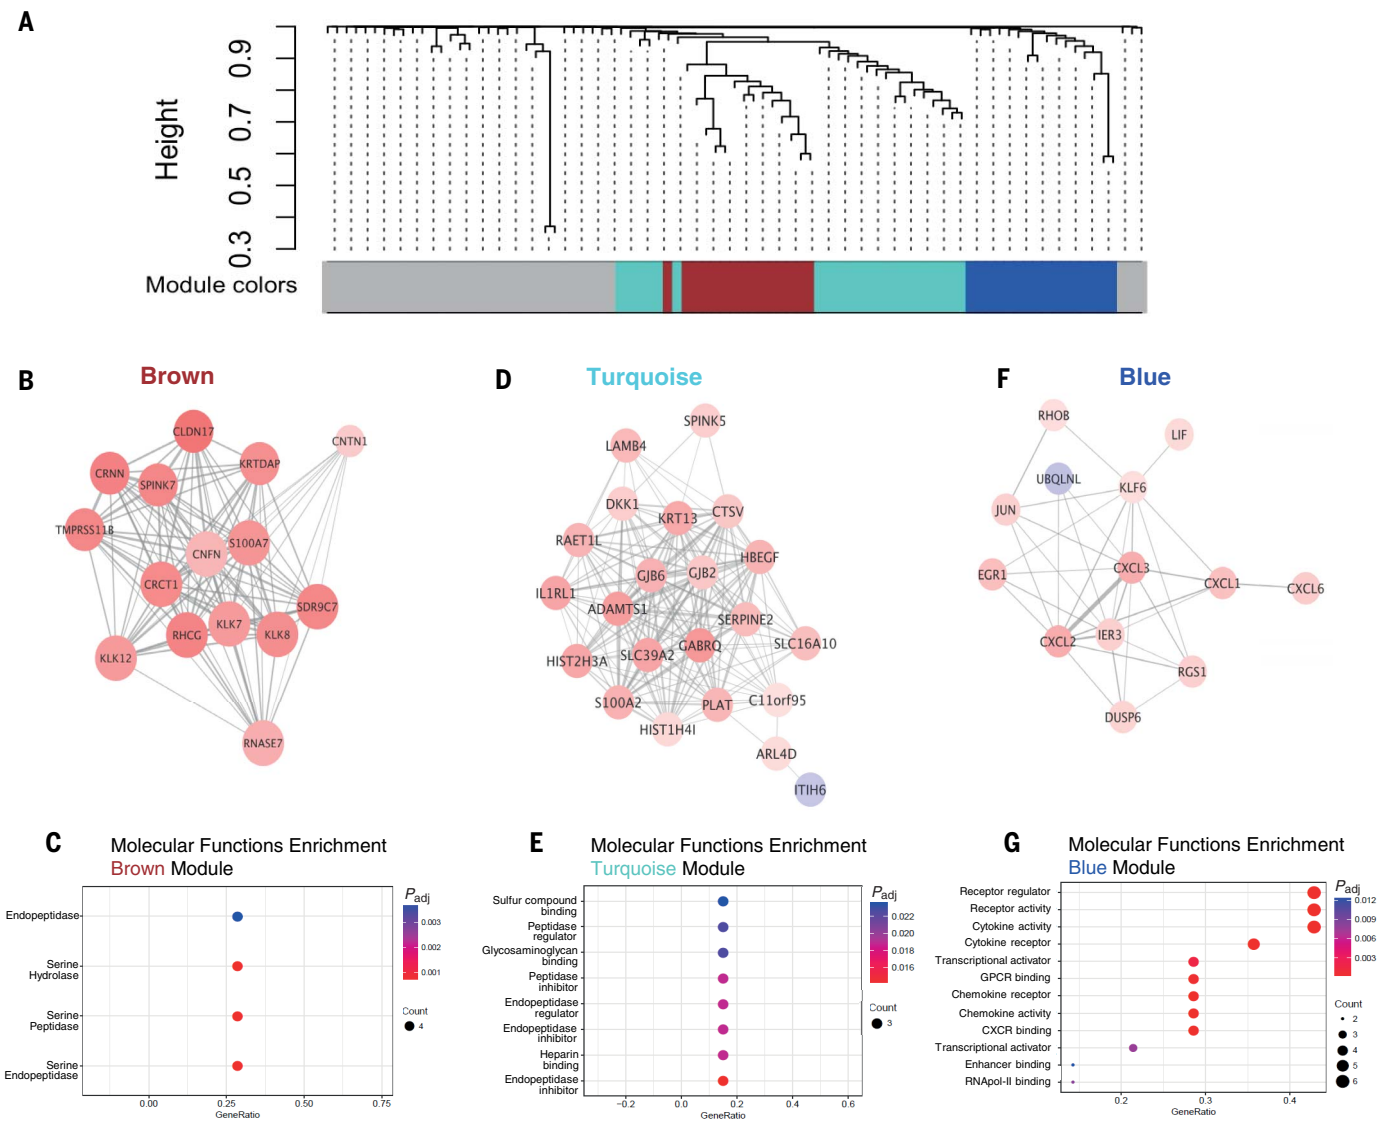 A
Height
0.9
0.7
0.5
0.3
Module colors
B
Brown
CLDN17
CNTN1
CRNN
KRTDAP
SPINK7
TMPRSS11B
S100A7
CNFN
CRCT1
SDR9C7
KLK7
RHCG
KLK8
KLK12
RNASE7
D
Turquoise
SPINK5
LAMB4
DKK1
KRT13
CTSV
RAET1L
HBEGF
GJB6
GJB2
IL1RL1
ADAMTS1
SERPINE2
SLC16A10
GABRQ
SLC39A2
HIST2H3A
S100A2
PLAT
C11orf95
HIST1H4I
ARL4D
ITIH6
F
Blue
RHOB
LIF
UBQLNL
KLF6
JUN
CXCL3
EGR1
CXCL1
CXCL6
CXCL2
IER3
RGS1
DUSP6
C
Molecular Functions Enrichment
Brown Module
Endopeptidase
Serine
Hydrolase
Serine
Peptidase
Serine
Endopeptidase
0.00
0.25
0.50
0.75
GeneRatio
Padj
0.003
0.002
0.001
Count
4
E
Molecular Functions Enrichment
Turquoise Module
Sulfur compound
binding
Peptidase
regulator
Glycosaminoglycan
binding
Peptidase
inhibitor
Endopeptidase
regulator
Endopeptidase
inhibitor
Heparin
binding
Endopeptidase
inhibitor
−0.2
0.0
0.2
0.4
0.6
GeneRatio
Padj
0.022
0.020
0.018
0.016
Count
3
G
Molecular Functions Enrichment
Blue Module
Receptor regulator
Receptor activity
Cytokine activity
Cytokine receptor
Transcriptional activator
GPCR binding
Chemokine receptor
Chemokine activity
CXCR binding
Transcriptional activator
Enhancer binding
RNApol-II binding
0.2
0.3
0.4
GeneRatio
Padj
0.012
0.009
0.006
0.003
Count
2
3
4
5
6